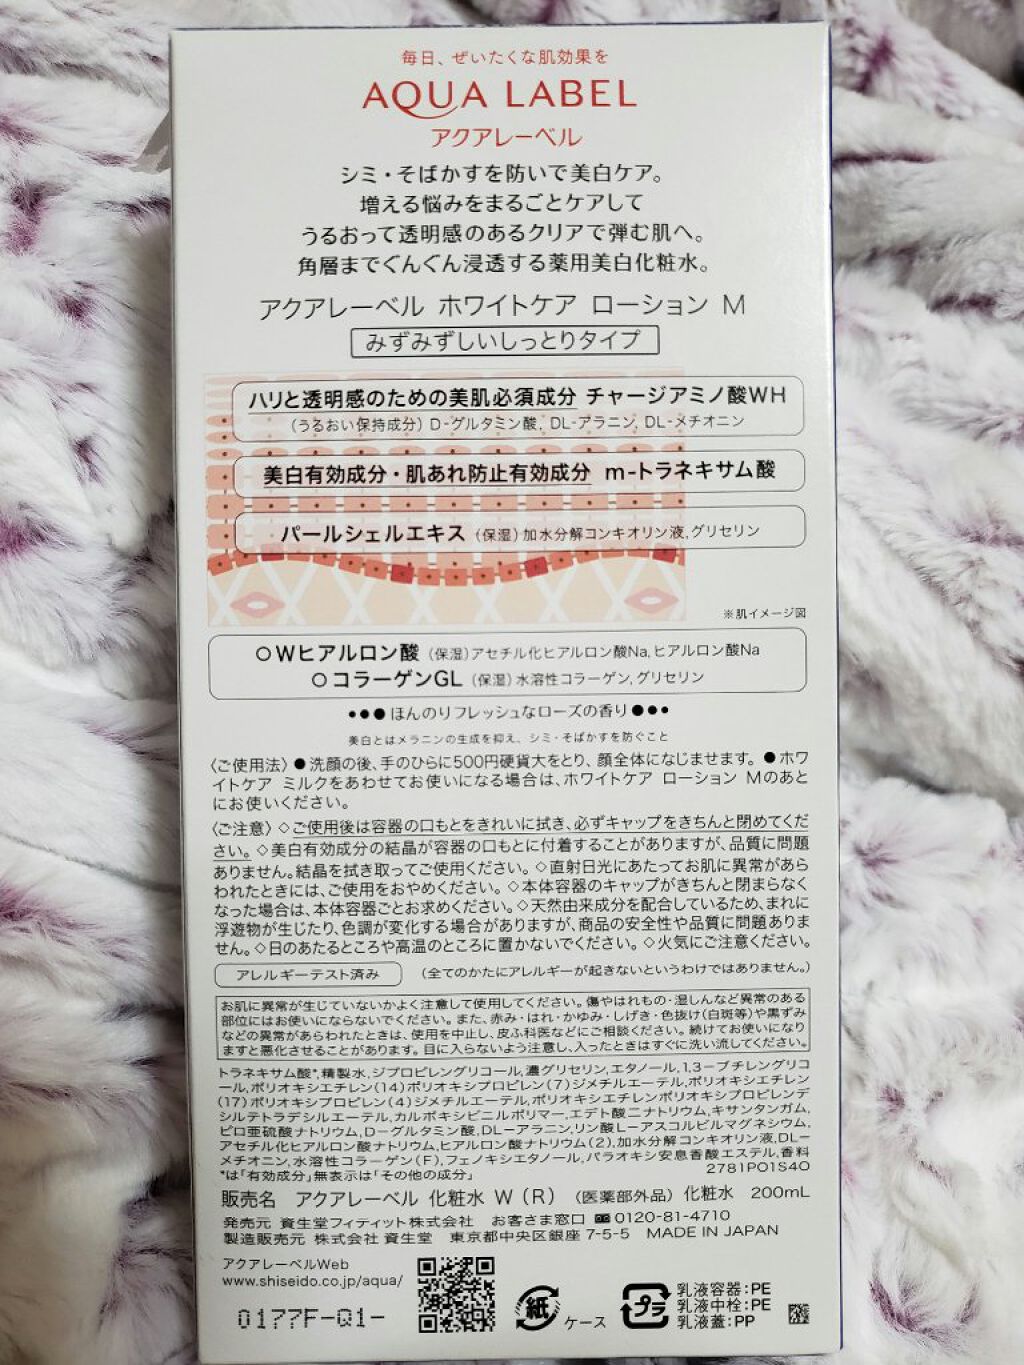 毎日、ぜいたくな肌効果を
AQUA LABEL
アクアレーベル
シミ・そばかすを防いで美白ケア。
増える悩みをまるごとケアして
うるおって透明感のあるクリアで弾む肌へ。
角層までぐんぐん浸透する薬用美白化粧水。
アクアレーベル ホワイトケア ローション M
みずみずしいしっとりタイプ
ハリと透明感のための美肌必須成分 チャージアミノ酸WH
（うるおい保持成分）D-グルタミン酸, DL-アラニン, DL-メチオニン
美白有効成分・肌あれ防止有効成分 m-トラネキサム酸
パールシェルエキス（保湿）加水分解コンキオリン液,グリセリン
※肌イメージ図
○Wヒアルロン酸（保湿）アセチル化ヒアルロン酸Na,ヒアルロン酸Na
○コラーゲンGL（保湿）水溶性コラーゲン,グリセリン
●●●ほんのりフレッシュなローズの香り●●●
美白とはメラニンの生成を抑え、シミ・そばかすを防ぐこと
〈ご使用法〉●洗顔の後、手のひらに500円硬貨大をとり、顔全体になじませます。●ホワ
イトケア ミルクをあわせてお使いになる場合は、ホワイトケア ローション Mのあと
にお使いください。
〈ご注意〉◇ご使用後は容器の口もとをきれいに拭き、必ずキャップをきちんと閉めてくだ
さい。◇美白有効成分の結晶が容器の口もとに付着することがありますが、品質に問題
ありません。結晶を拭き取ってご使用ください。◇直射日光にあたってお肌に異常があら
われたときには、ご使用をおやめください。◇本体容器のキャップがきちんと閉まらなく
なった場合は、本体容器ごとお求めください。◇天然由来成分を配合しているため、まれに
浮遊物が生じたり、色調が変化する場合がありますが、商品の安全性や品質に問題ありま
せん。◇日のあたるところや高温のところに置かないでください。◇火気にご注意ください。
アレルギーテスト済み （全てのかたにアレルギーが起きないというわけではありません。）
お肌に異常が生じていないかよく注意して使用してください。傷やはれもの・湿しんなど異常のある
部位にはお使いにならないでください。また、赤み・はれ・かゆみ・しげき・色抜け(白斑等)や黒ずみ
などの異常があらわれたときは、使用を中止し、皮ふ科医などにご相談ください。続けてお使いになり
ますと悪化させることがあります。目に入らないよう注意し、入ったときはすぐに洗い流してください。
トラネキサム酸*,精製水,ジプロピレングリコール,濃グリセリン,エタノール,1,3-ブチレングリコ
ール,ポリオキシエチレン(14)ポリオキシプロピレン(7)ジメチルエーテル,ポリオキシエチレン
(17)ポリオキシプロピレン(4)ジメチルエーテル,ポリオキシエチレンポリオキシプロピレンデ
シルテトラデシルエーテル,カルボキシビニルポリマー,エデト酸二ナトリウム,キサンタンガム,
ピロ亜硫酸ナトリウム,D-グルタミン酸,DL-アラニン,リン酸L-アスコルビルマグネシウム,
アセチル化ヒアルロン酸ナトリウム,ヒアルロン酸ナトリウム(2),加水分解コンキオリン液,DL-
メチオニン,水溶性コラーゲン(F),フェノキシエタノール,パラオキシ安息香酸エステル,香料
*は「有効成分」無表示は「その他の成分」 2781P01S40
販売名 アクアレーベル 化粧水 W（R）（医薬部外品）化粧水 200mL
発売元 資生堂フィティット株式会社 お客さま窓口 0120-81-4710
製造販売元 株式会社 資生堂 東京都中央区銀座 7-5-5 MADE IN JAPAN
アクアレーベルWeb
www.shiseido.co.jp/aqua/
0177F-Q1-
紙 ケース
プラ
乳液容器:PE
乳液中栓:PE
乳液蓋:PP